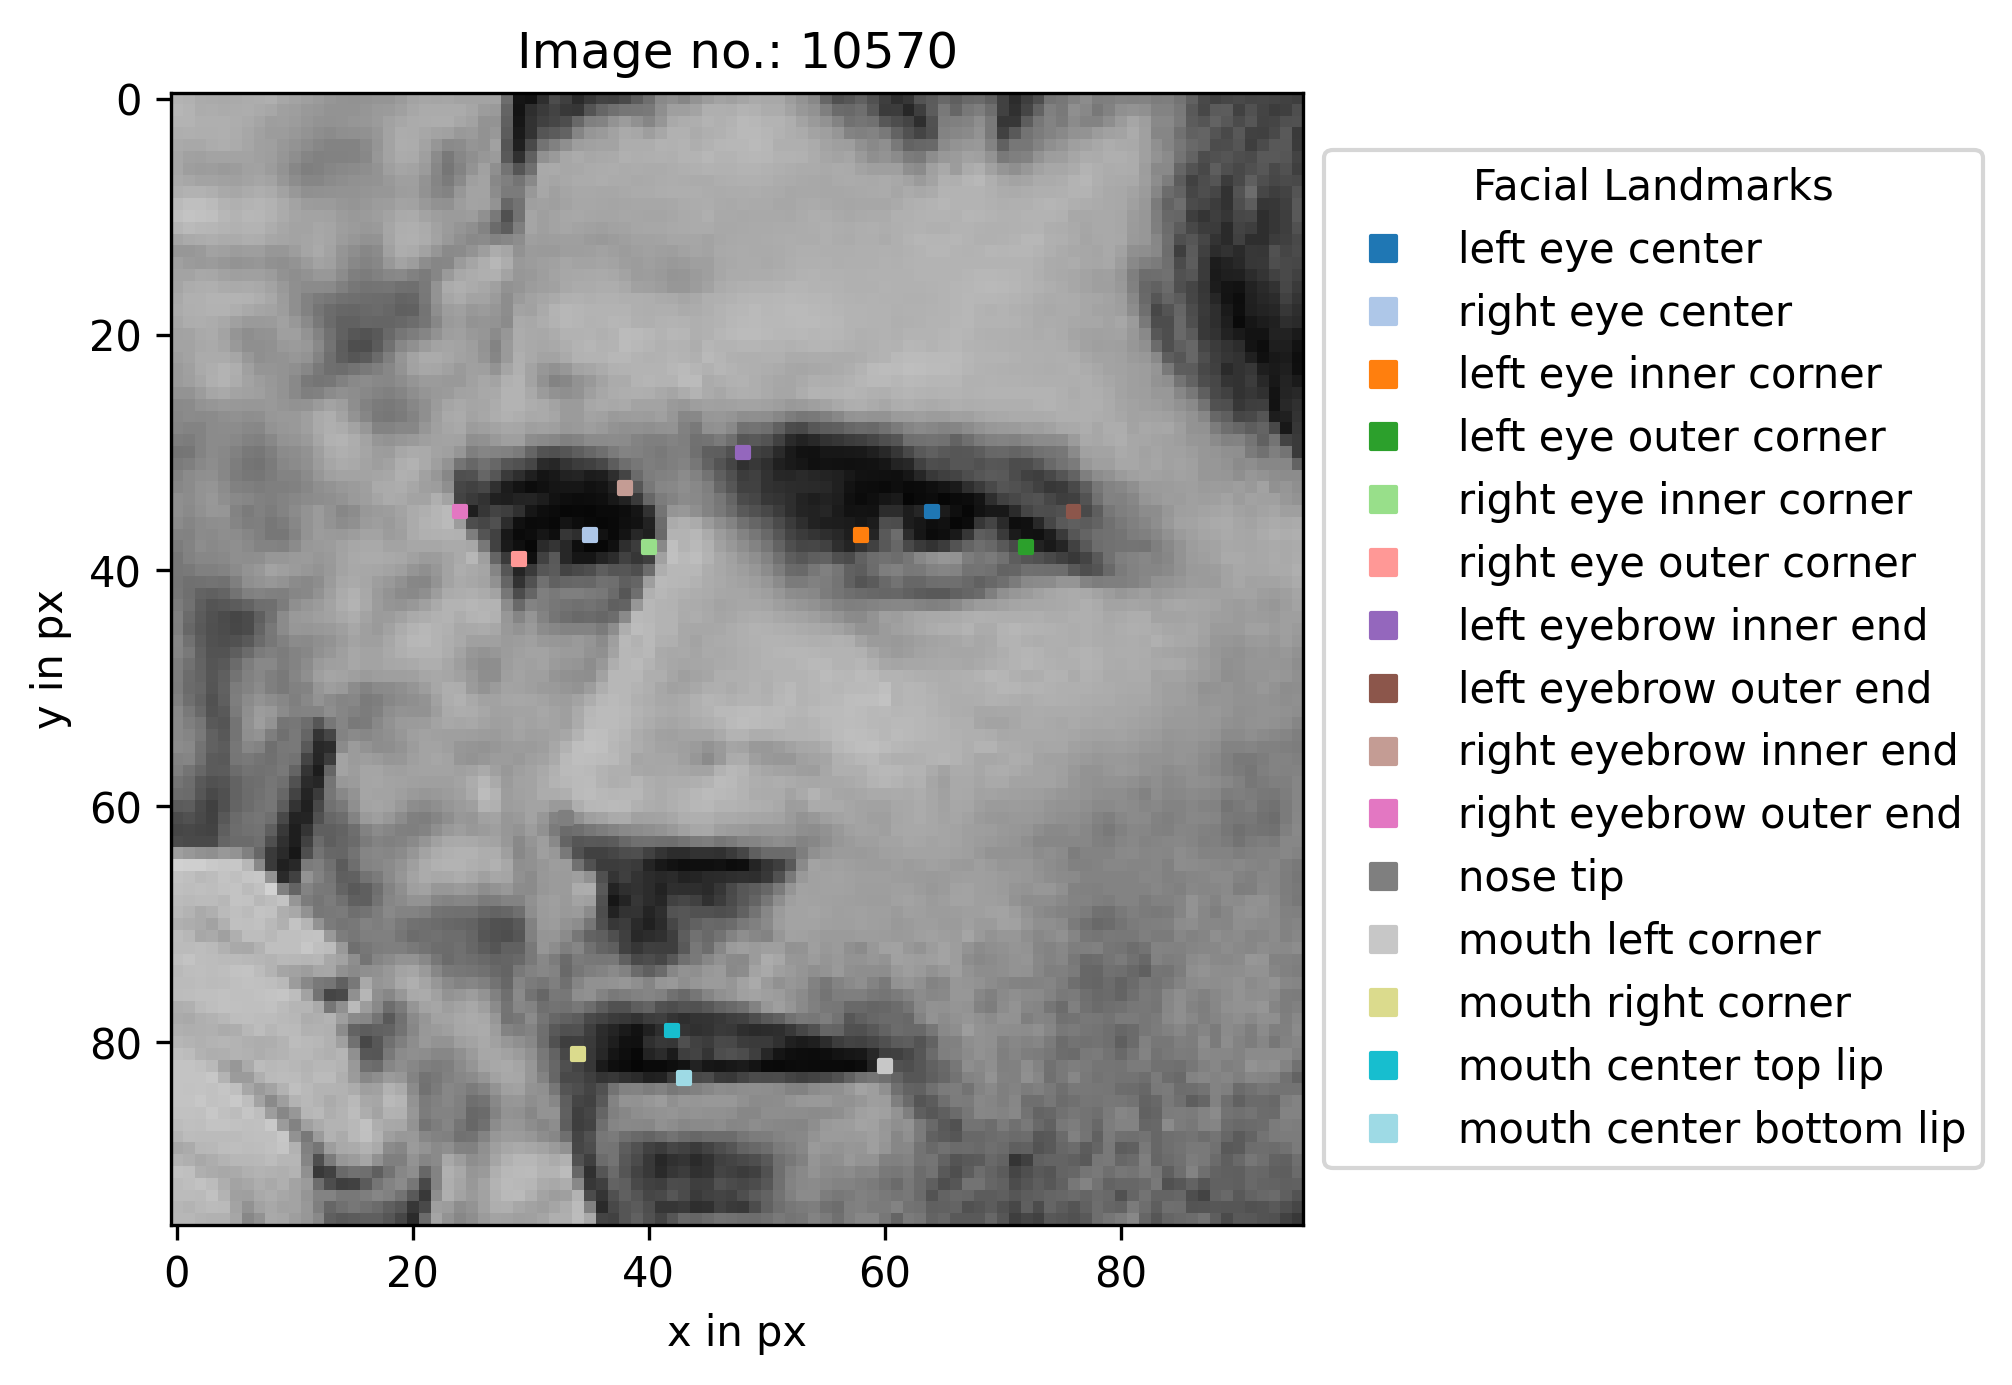 Image no.: 10570
0
20
40
60
80
y in px
0 20 40 60 80
x in px
Facial Landmarks
left eye center
right eye center
left eye inner corner
left eye outer corner
right eye inner corner
right eye outer corner
left eyebrow inner end
left eyebrow outer end
right eyebrow inner end
right eyebrow outer end
nose tip
mouth left corner
mouth right corner
mouth center top lip
mouth center bottom lip